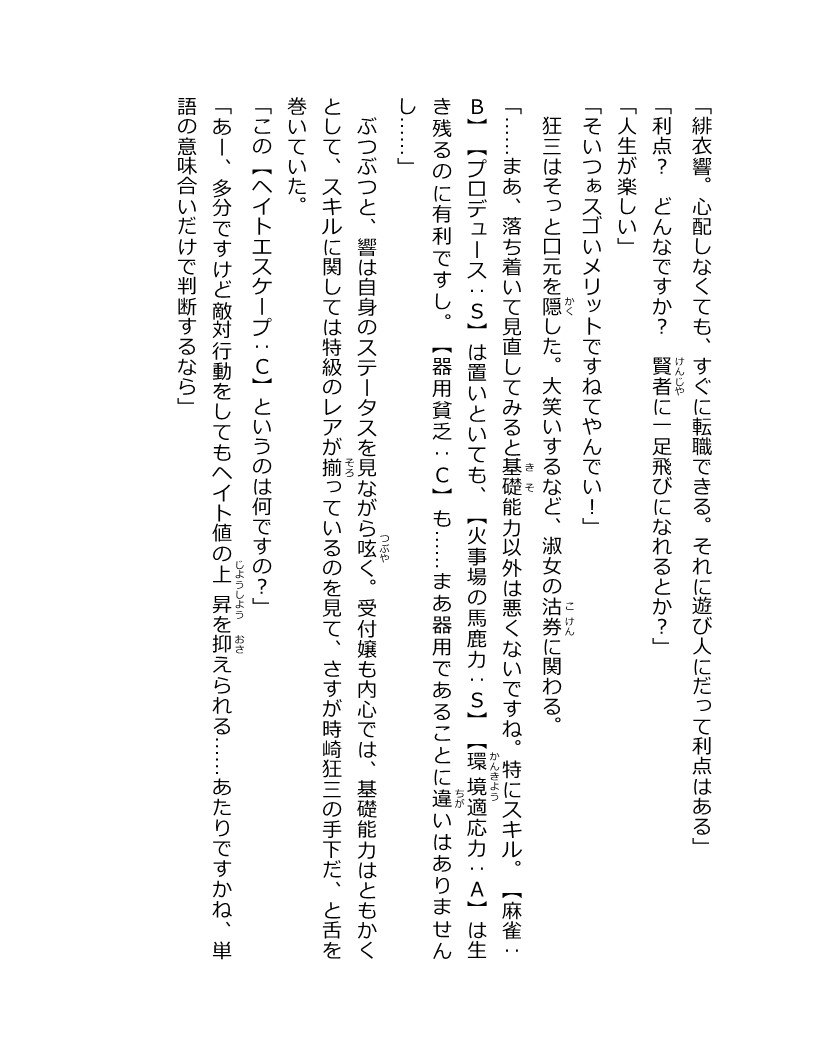 「緋衣響。心配しなくても、すぐに転職できる。それに遊び人にだって利点はある」
「利点？　どんなですか？　賢者に一足飛びになれるとか？」
「人生が楽しい」
「そいつぁスゴいメリットですねてやんでい！」
　狂三はそっと口元を隠した。大笑いするなど、淑女の沽券に関わる。
「……まあ、落ち着いて見直してみると基礎能力以外は悪くないですね。特にスキル。【麻雀：
Ｂ】【プロデュース：Ｓ】は置いといても、【火事場の馬鹿力：Ｓ】【環境適応力：Ａ】は生
き残るのに有利ですし。【器用貧乏：Ｃ】も……まあ器用であることに違いはありません
し……」
　ぶつぶつと、響は自身のステータスを見ながら呟く。受付嬢も内心では、基礎能力はともかく
として、スキルに関しては特級のレアが揃っているのを見て、さすが時崎狂三の手下だ、と舌を
巻いていた。
「この【ヘイトエスケープ：Ｃ】というのは何ですの？」
「あー、多分ですけど敵対行動をしてもヘイト値の上昇を抑えられる……あたりですかね、単
語の意味合いだけで判断するなら」